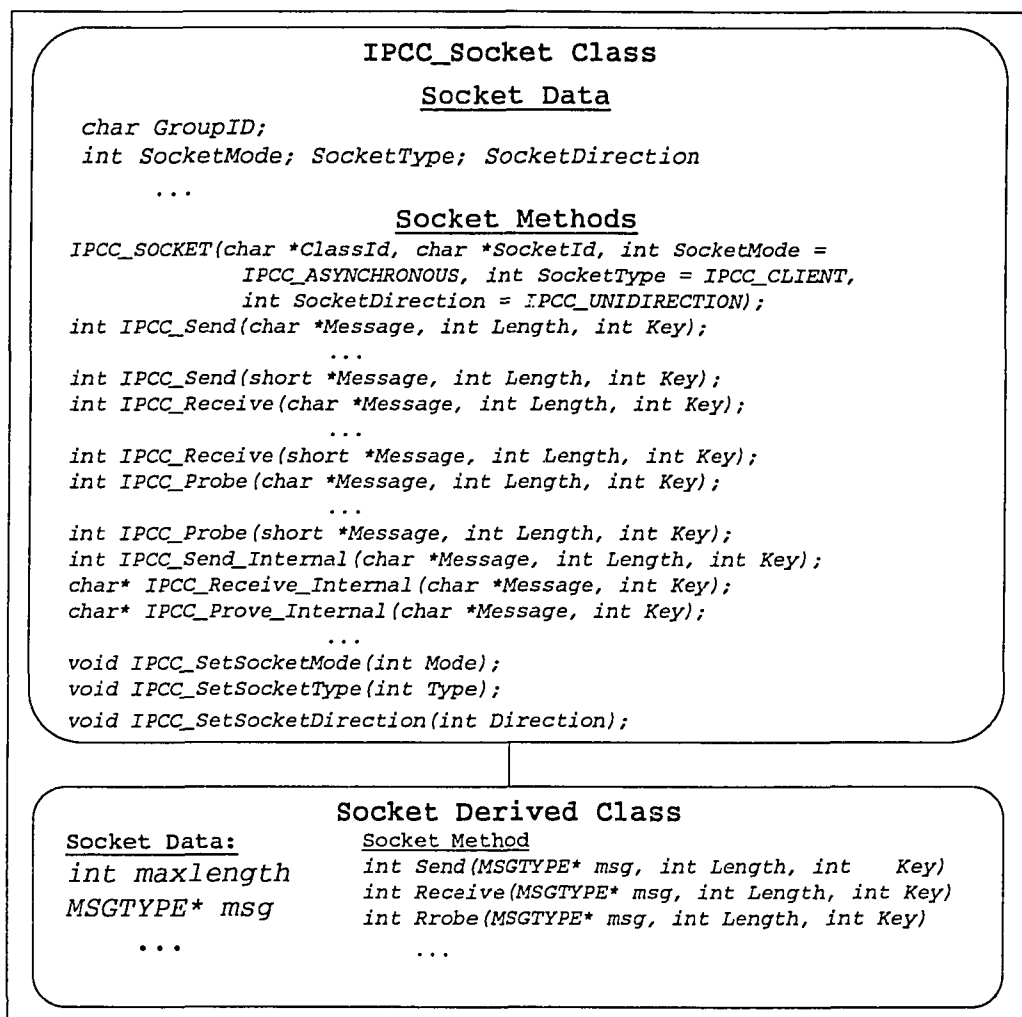 IPCC_Socket Class
Socket Data
char GroupID;
int SocketMode; SocketType; SocketDirection
...
Socket Methods
IPCC_SOCKET(char *ClassId, char *SocketId, int SocketMode =
IPCC_ASYNCHRONOUS, int SocketType = IPCC_CLIENT,
int SocketDirection = IPCC_UNIDIRECTION);
int IPCC_Send(char *Message, int Length, int Key);
...
int IPCC_Send(short *Message, int Length, int Key);
int IPCC_Receive(char *Message, int Length, int Key);
...
int IPCC_Receive(short *Message, int Length, int Key);
int IPCC_Probe(char *Message, int Length, int Key);
...
int IPCC_Probe(short *Message, int Length, int Key);
int IPCC_Send_Internal(char *Message, int Length, int Key);
char* IPCC_Receive_Internal(char *Message, int Key);
char* IPCC_Prove_Internal(char *Message, int Key);
...
void IPCC_SetSocketMode(int Mode);
void IPCC_SetSocketType(int Type);
void IPCC_SetSocketDirection(int Direction);
Socket Derived Class
Socket Data:
int maxlength
MSGTYPE* msg
...
Socket Method
int Send(MSGTYPE* msg, int Length, int Key)
int Receive(MSGTYPE* msg, int Length, int Key)
int Rrobe(MSGTYPE* msg, int Length, int Key)
...